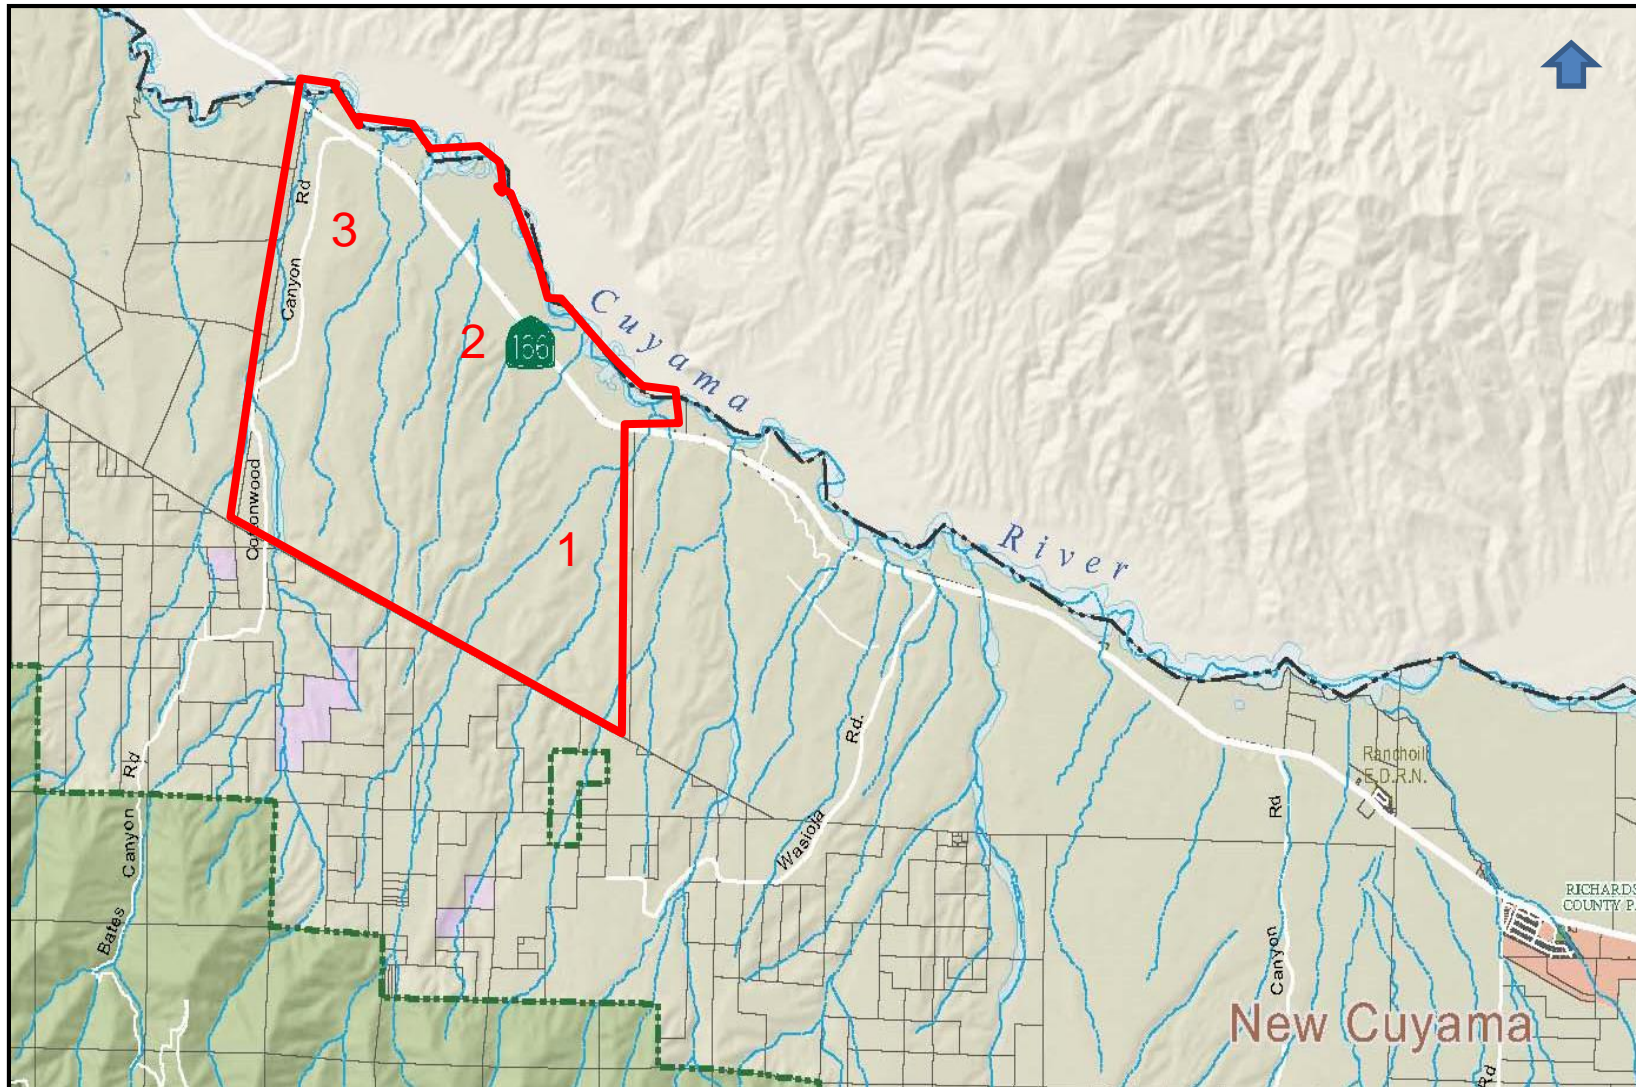 Rd
3
Canyon
2
166
Cuyama
Cottonwood
1
River
Rd.
Ranchoil
E.D.R.N.
Rd
Wasioja
Rd
Canyon
RICHARDS
COUNTY P
Bates
Canyon
New Cuyama
Rd